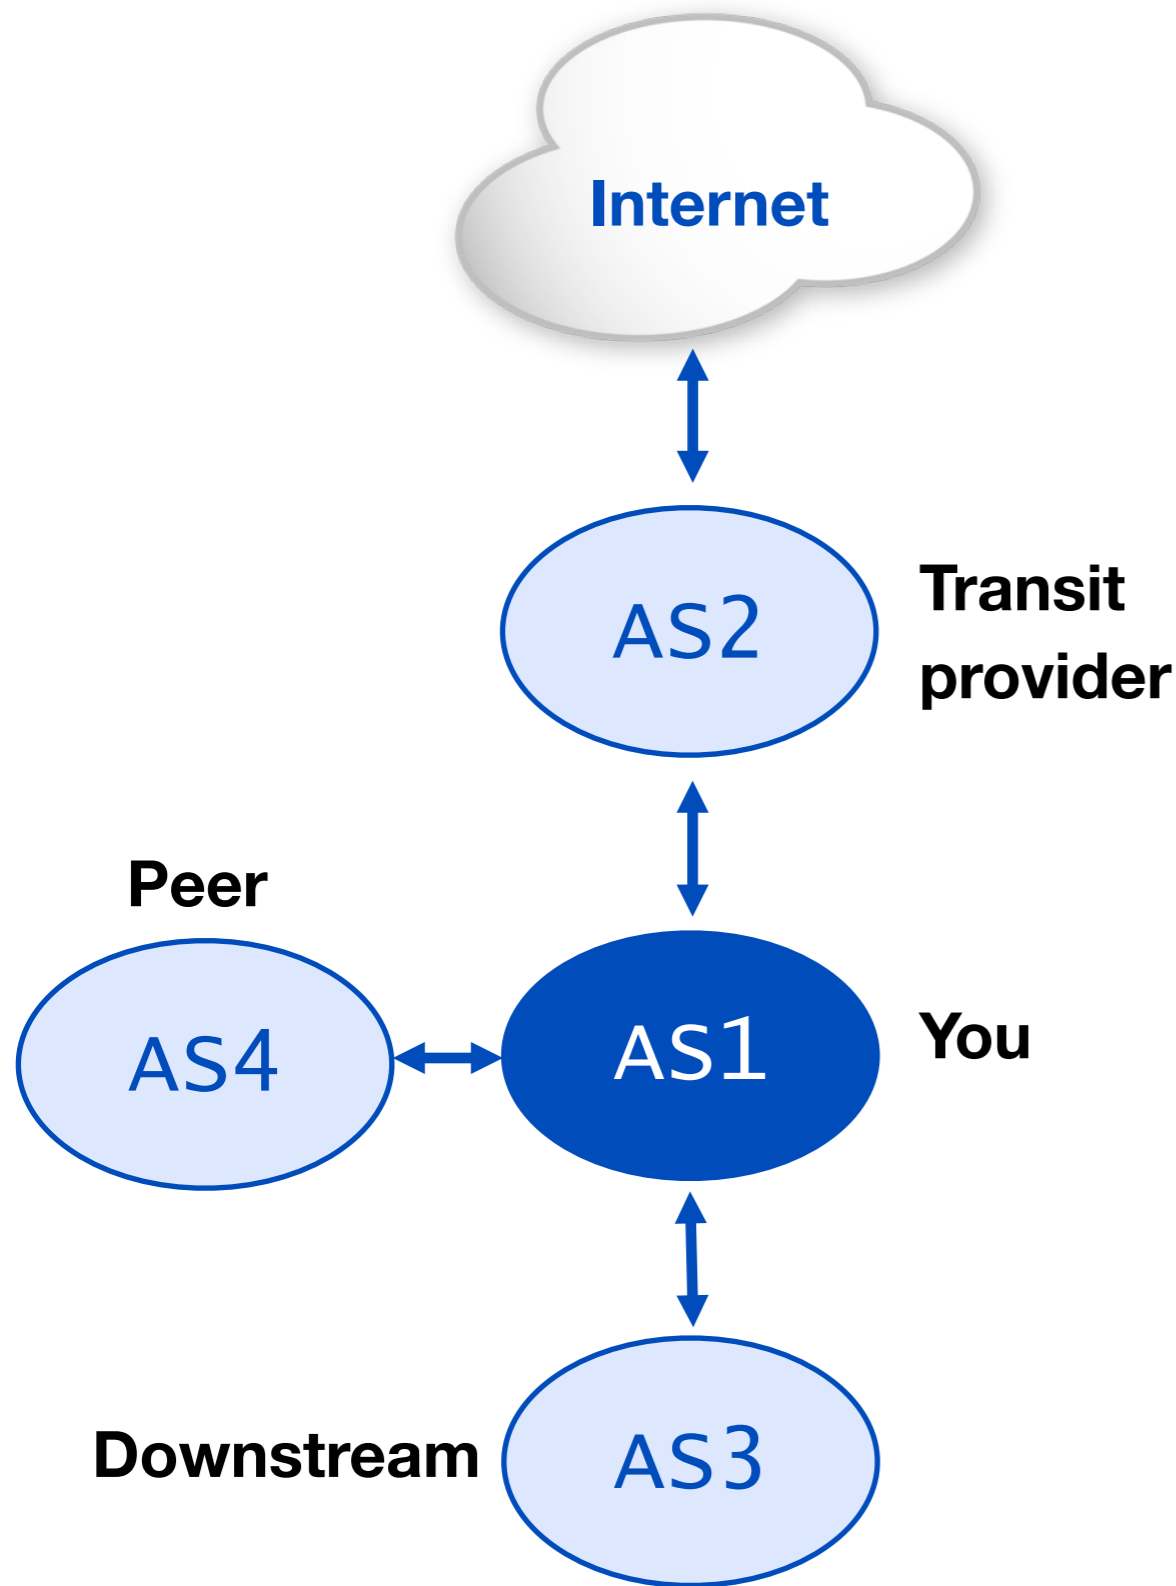 Internet
AS2
Transit
provider
Peer
AS4
AS1
You
Downstream
AS3